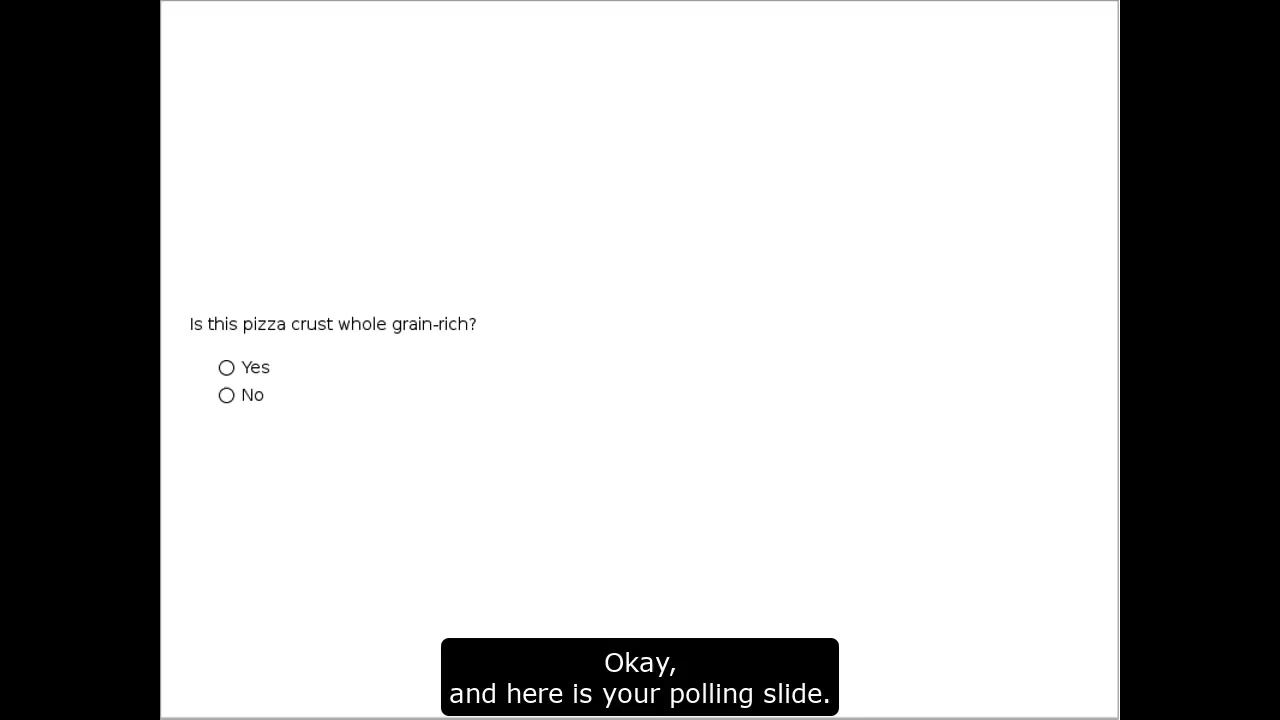 Is this pizza crust whole grain-rich?
Yes
No
Okay,
and here is your polling slide.